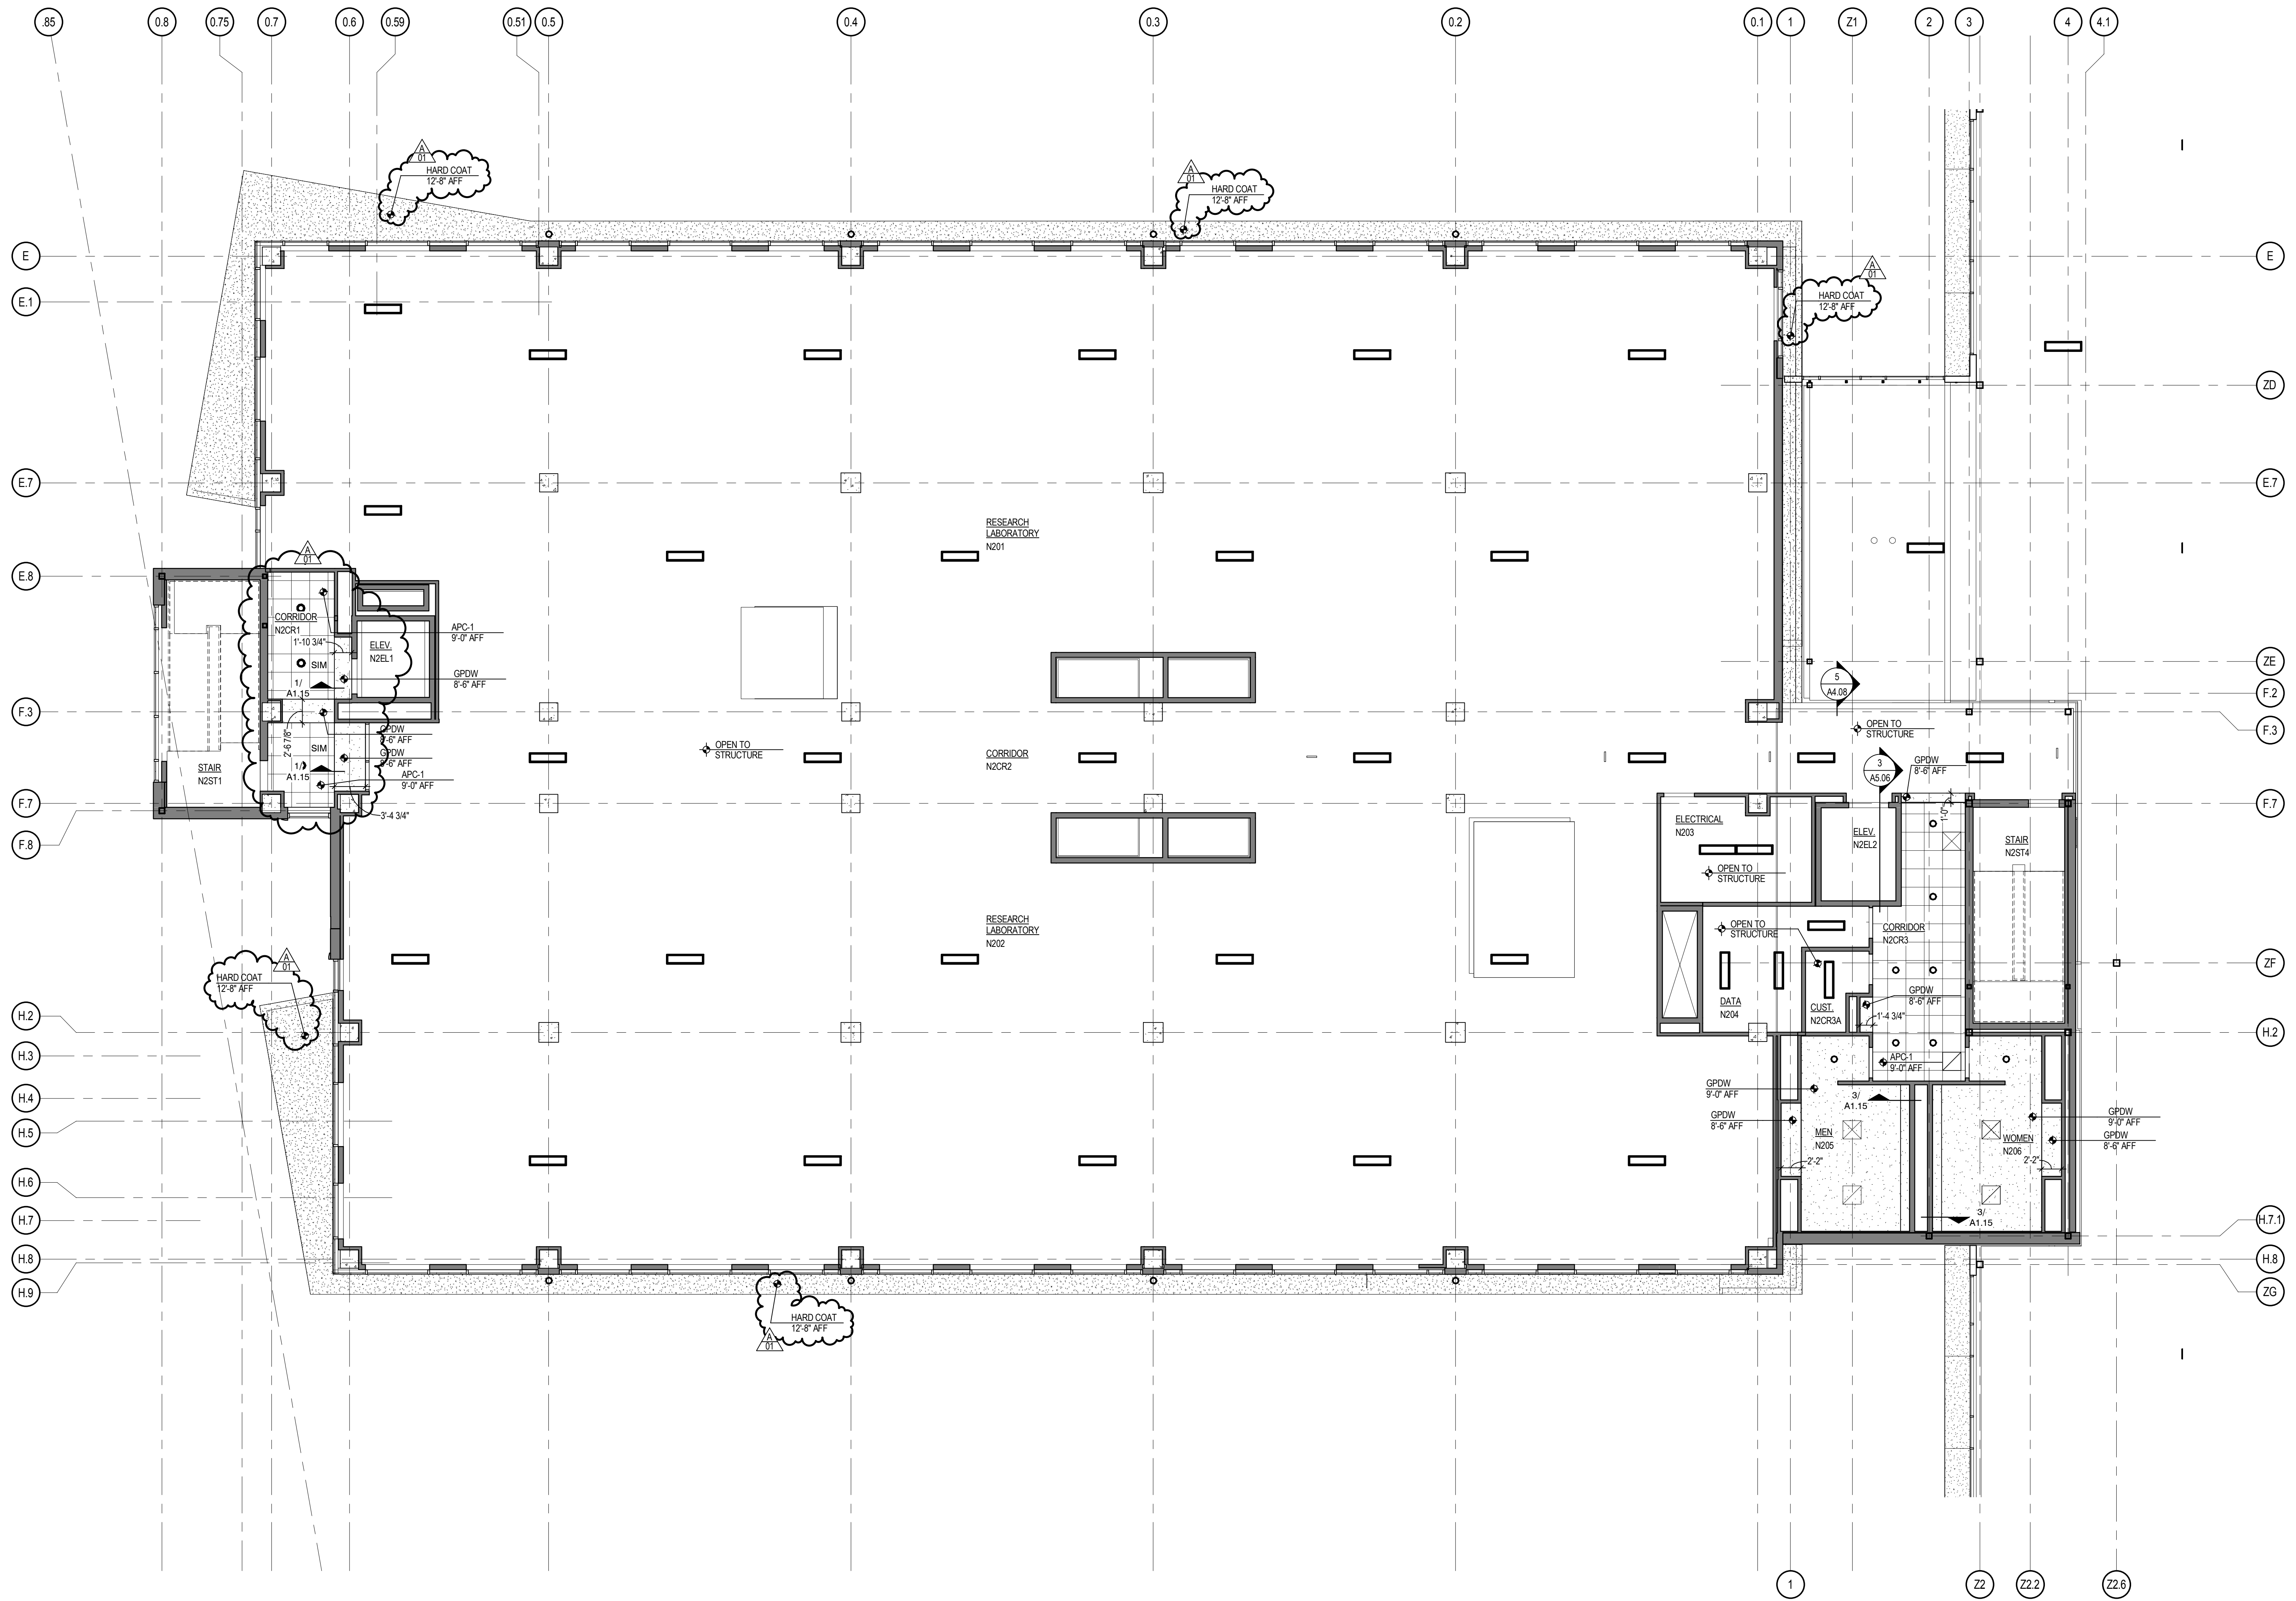 .85
0.8
0.75
0.7
0.6
0.59
0.51
0.5
0.4
0.3
0.2
0.1
1
Z1
2
3
4
4.1
A
01
HARD COAT
12'-8" AFF
A
01
HARD COAT
12'-8" AFF
E
E
A
01
HARD COAT
12'-8" AFF
E.1
ZD
E.7
E.7
RESEARCH
LABORATORY
N201
A
01
E.8
CORRIDOR
N2CR1
APC-1
9'-0" AFF
1'-10 3/4"
ELEV.
N2EL1
SIM
ZE
GPDW
8'-6" AFF
5
A4.08
1/
A1.15
F.2
F.3
F.3
GPDW
8'-6" AFF
2'-6 7/8"
SIM
GPDW
8'-6" AFF
OPEN TO
STRUCTURE
OPEN TO
STRUCTURE
CORRIDOR
N2CR2
STAIR
N2ST1
1/
A1.15
APC-1
9'-0" AFF
3
A5.06
GPDW
8'-6" AFF
1'-0"
F.7
F.7
3'-4 3/4"
F.8
ELECTRICAL
N203
ELEV.
N2EL2
STAIR
N2ST4
OPEN TO
STRUCTURE
RESEARCH
LABORATORY
N202
OPEN TO
STRUCTURE
CORRIDOR
N2CR3
A
01
HARD COAT
12'-8" AFF
ZF
GPDW
8'-6" AFF
DATA
N204
CUST.
N2CR3A
1'-4 3/4"
H.2
H.2
H.3
APC-1
9'-0" AFF
GPDW
9'-0" AFF
H.4
3/
A1.15
GPDW
8'-6" AFF
GPDW
9'-0" AFF
H.5
MEN
N205
WOMEN
N206
GPDW
8'-6" AFF
2'-2"
2'-2"
H.6
H.7
3/
A1.15
H.7.1
H.8
H.8
H.9
ZG
HARD COAT
12'-8" AFF
A
01
1
Z2
Z2.2
Z2.6